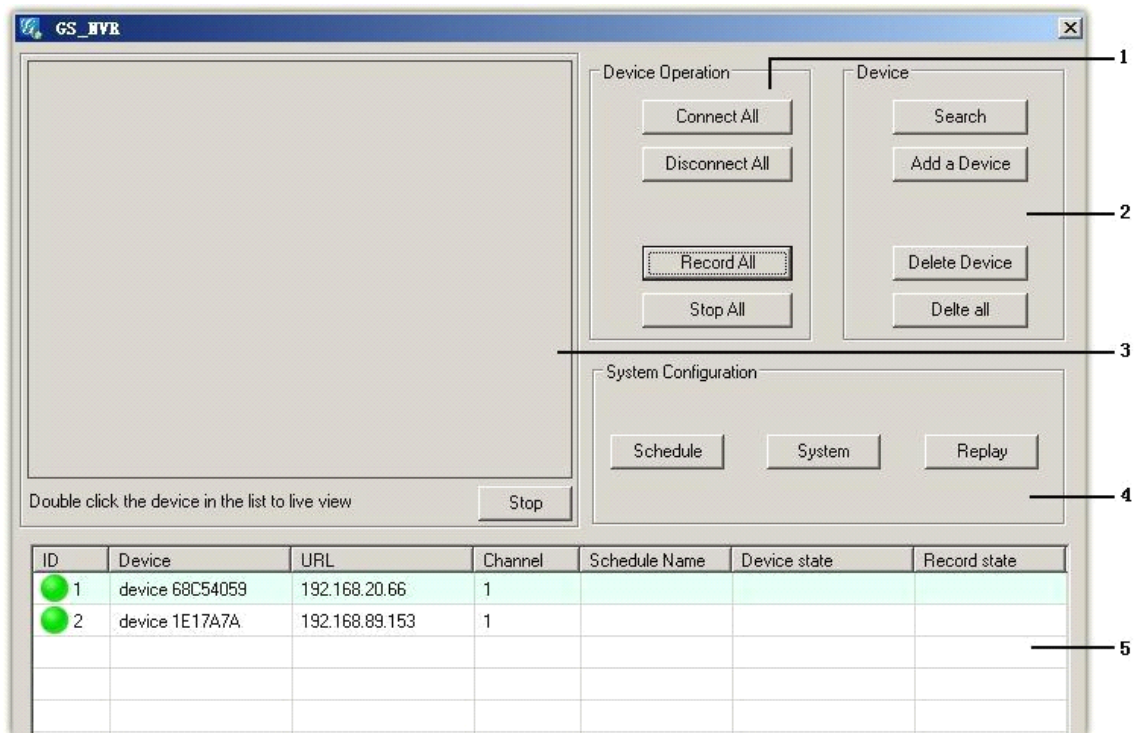 GS_NVR
Device Operation
Connect All
Disconnect All
Record All
Stop All
Device
Search
Add a Device
Delete Device
Delte all
1
2
3
System Configuration
Schedule System Replay
4
Double click the device in the list to live view Stop
ID Device URL Channel Schedule Name Device state Record state
1 device 68C54059 192.168.20.66 1
2 device 1E17A7A 192.168.89.153 1
5